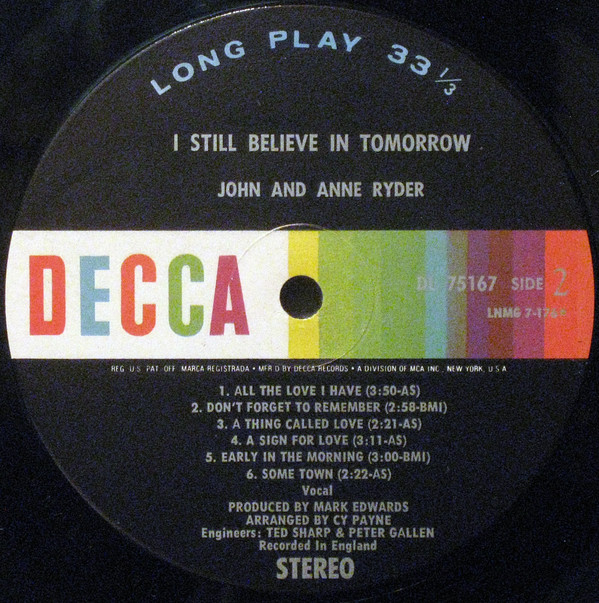 LONG PLAY 33 1/3
I STILL BELIEVE IN TOMORROW
JOHN AND ANNE RYDER
DECCA
DL 75167 SIDE 2
LNMG
REG. U.S. PAT. OFF. MARCA REGISTRADA • MFR'D BY DECCA RECORDS • A DIVISION OF MCA INC. NEW YORK, U.S.A.
1. ALL THE LOVE I HAVE (3:50-AS)
2. DON'T FORGET TO REMEMBER (2:58-BMI)
3. A THING CALLED LOVE (2:21-AS)
4. A SIGN FOR LOVE (3:11-AS)
5. EARLY IN THE MORNING (3:00-BMI)
6. SOME TOWN (2:22-AS)
Vocal
PRODUCED BY MARK EDWARDS
ARRANGED BY CY PAYNE
Engineers: TED SHARP & PETER GALLEN
Recorded In England
STEREO